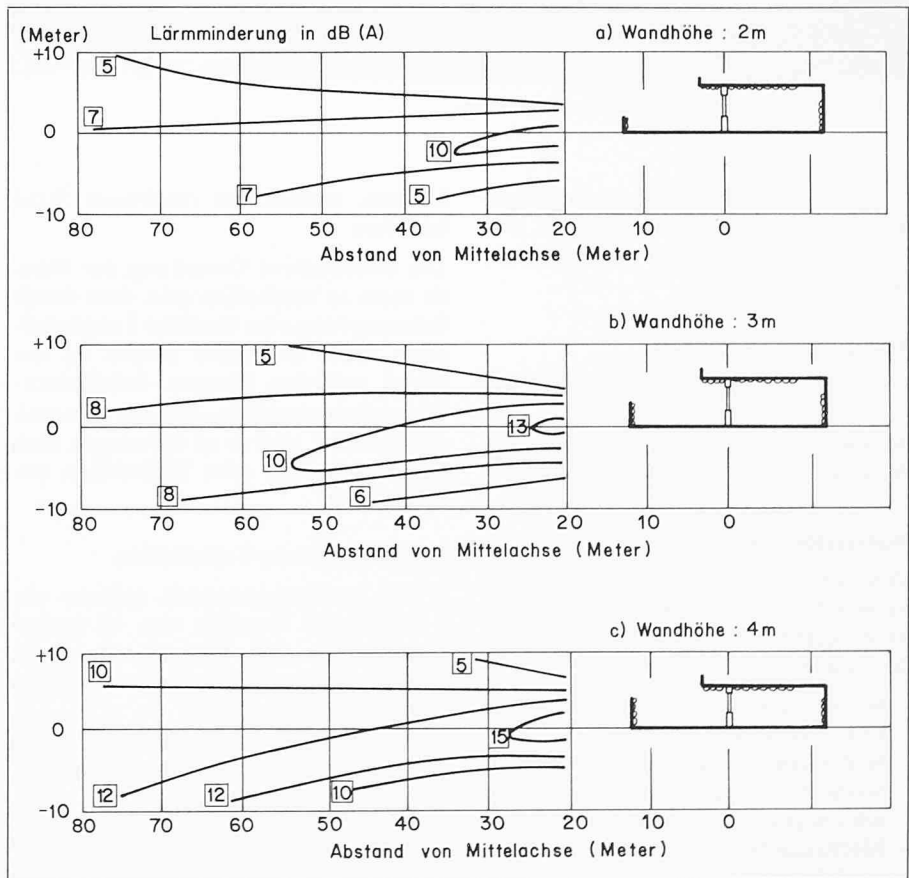 (Meter) Lärmminderung in dB (A) a) Wandhöhe : 2m
+10
5
7
0
10
7
5
-10
80 70 60 50 40 30 20 10 0
Abstand von Mittelachse (Meter)
b) Wandhöhe : 3m
+10
5
8
0
13
10
8
6
-10
80 70 60 50 40 30 20 10 0
Abstand von Mittelachse (Meter)
c) Wandhöhe : 4m
+10
10
5
0
15
12
12
10
-10
80 70 60 50 40 30 20 10 0
Abstand von Mittelachse (Meter)